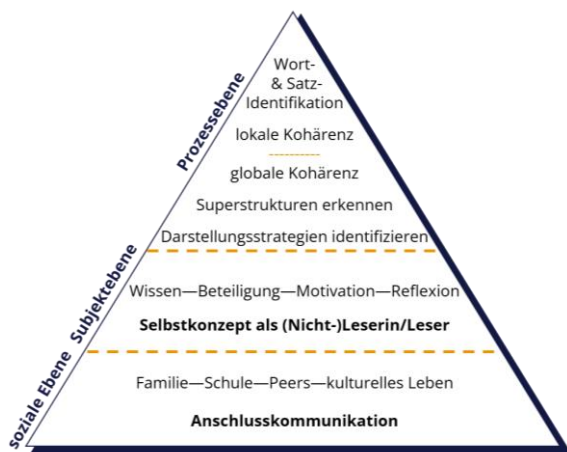 Prozessebene
Wort-
& Satz-
Identifikation
lokale Kohärenz
globale Kohärenz
Superstrukturen erkennen
Darstellungsstrategien identifizieren
Subjektebene
Wissen—Beteiligung—Motivation—Reflexion
Selbstkonzept als (Nicht-)Leserin/Leser
soziale Ebene
Familie—Schule—Peers—kulturelles Leben
Anschlusskommunikation